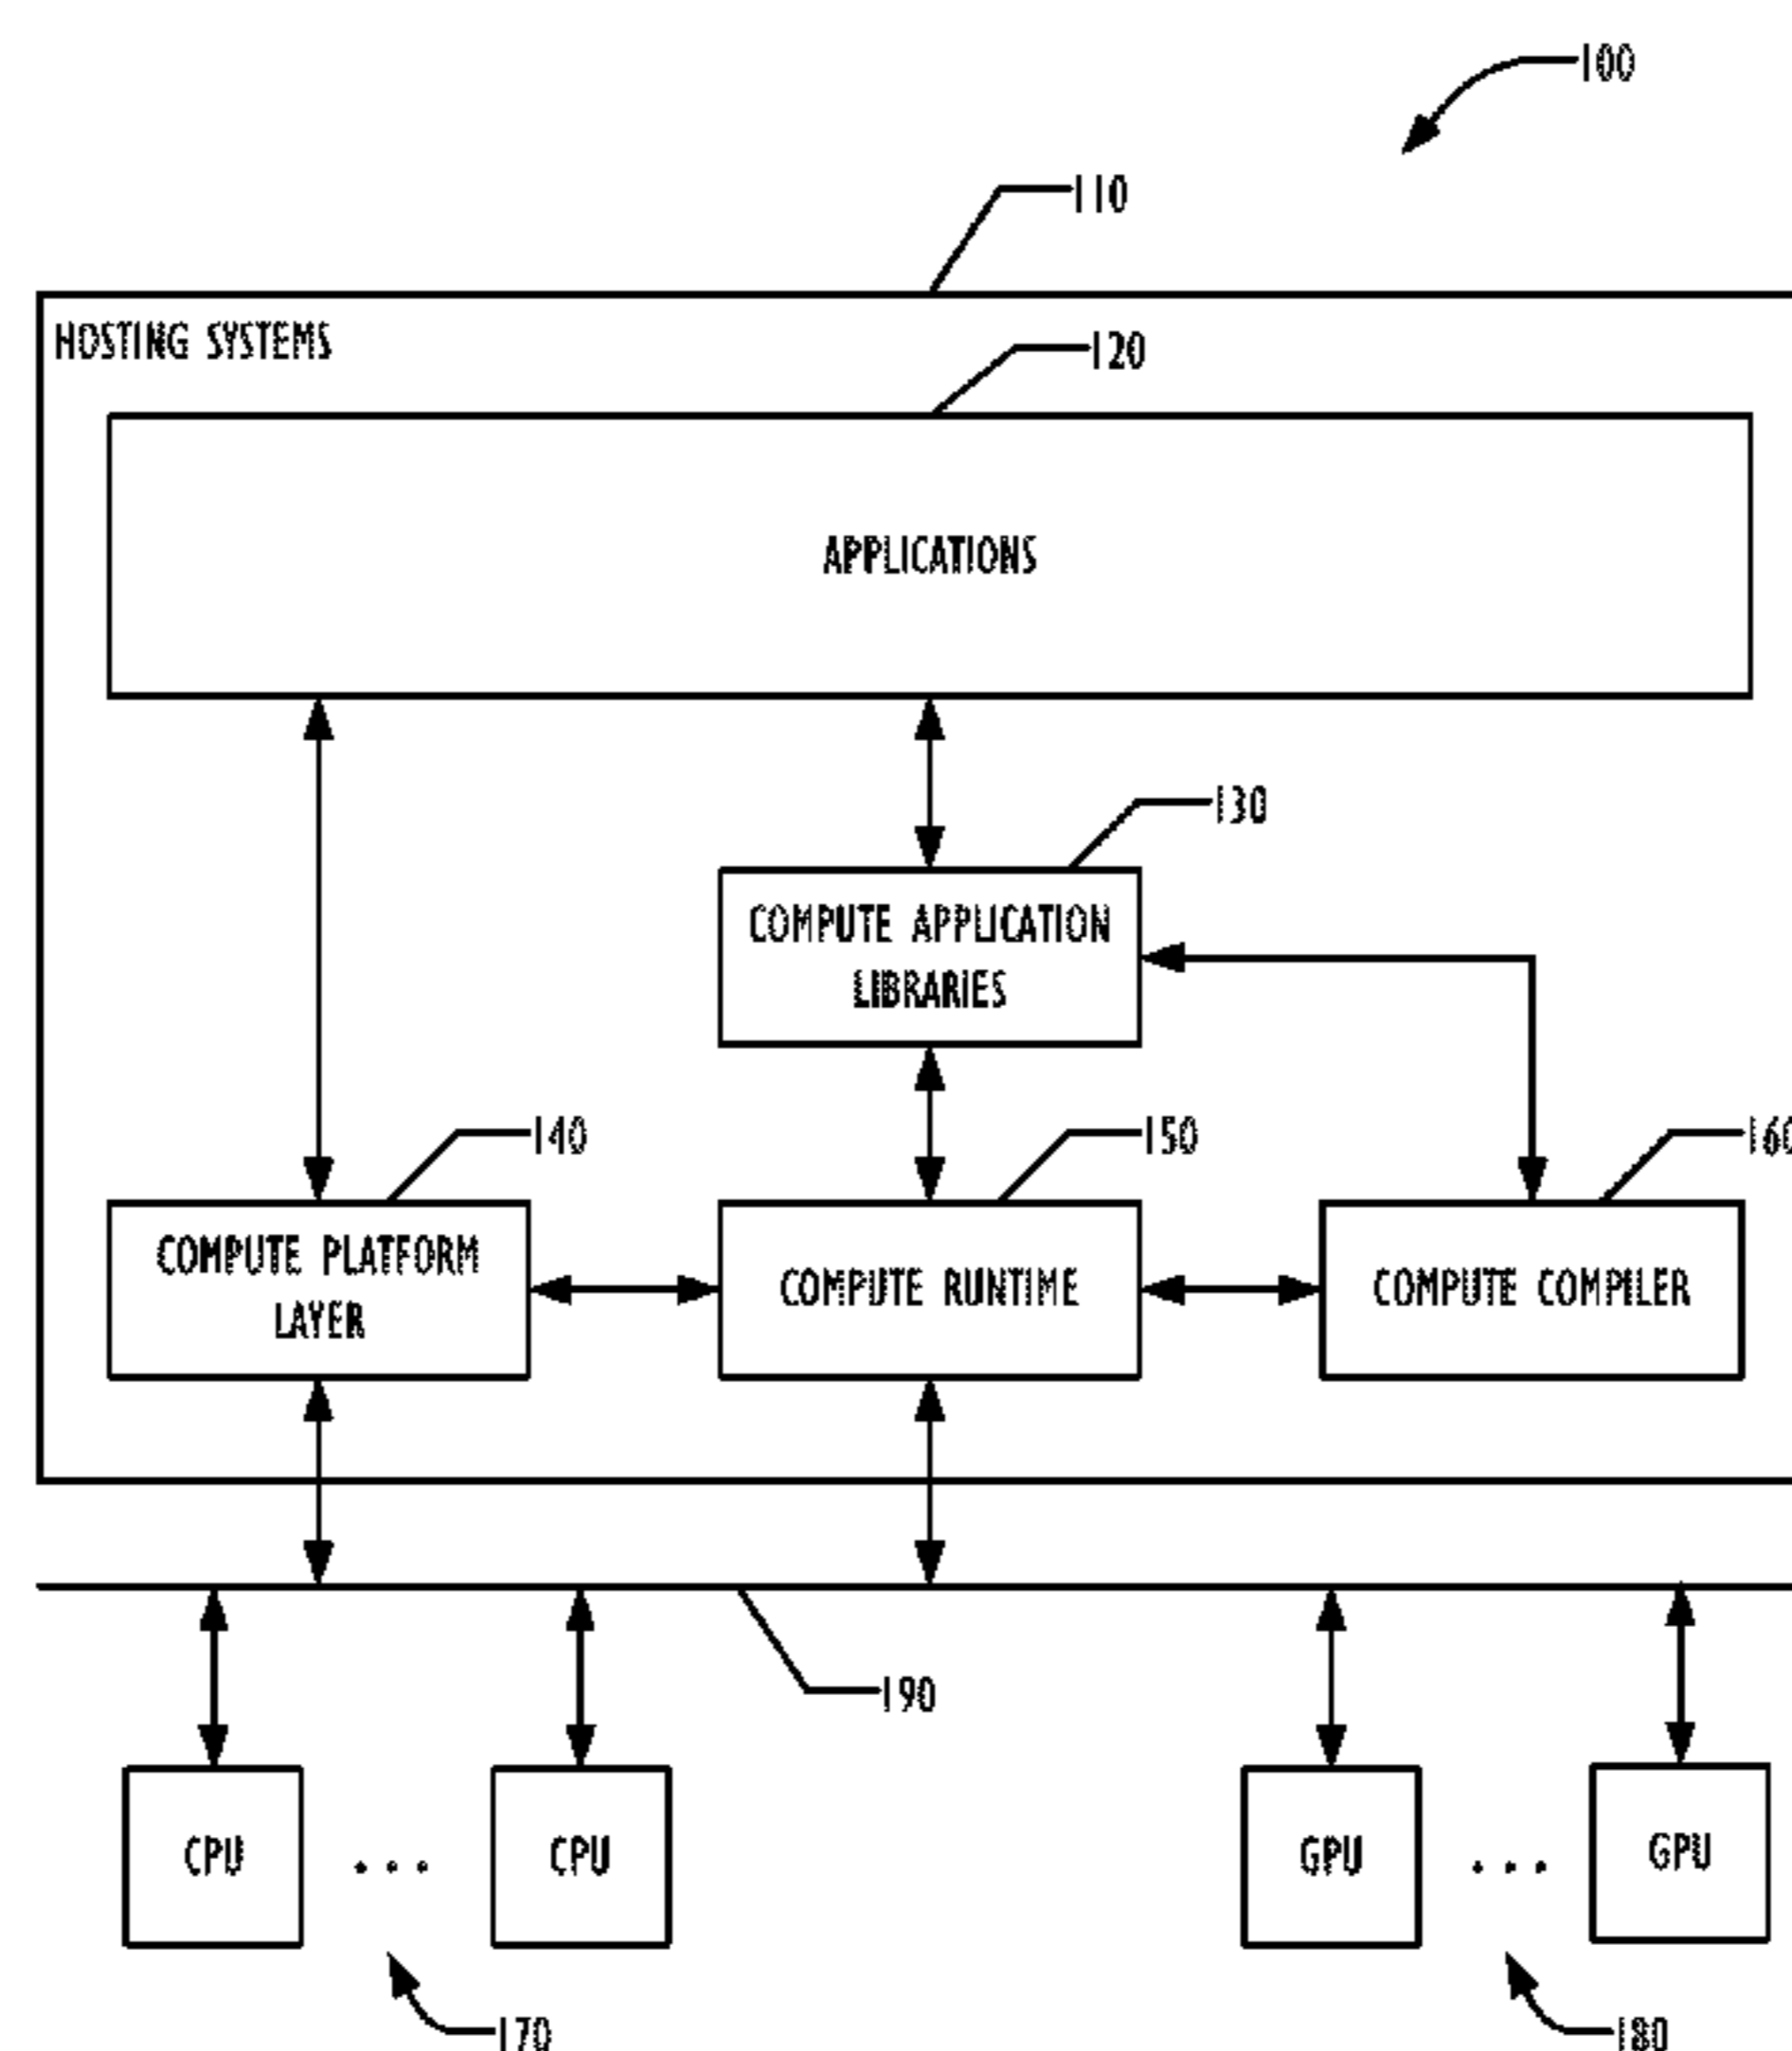 100
110
HOSTING SYSTEMS
120
APPLICATIONS
130
COMPUTE APPLICATION
LIBRARIES
140
150
160
COMPUTE PLATFORM
LAYER
COMPUTE RUNTIME
COMPUTE COMPILER
190
CPU
...
CPU
GPU
...
GPU
170
180